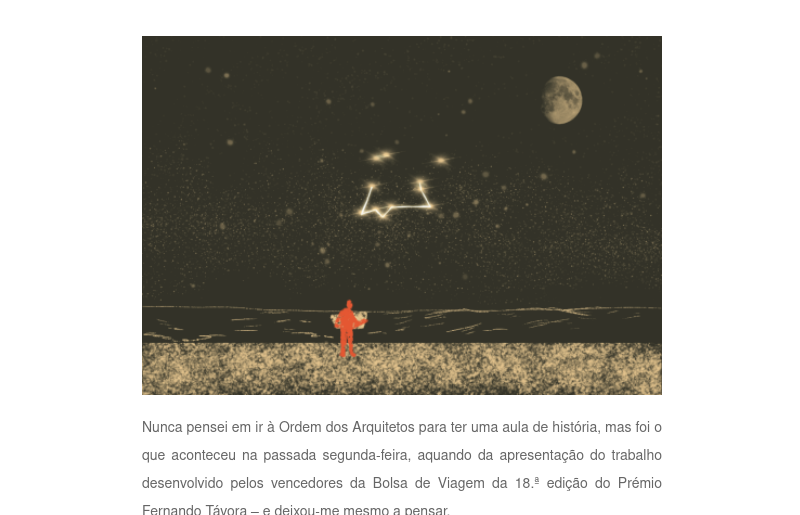 Nunca pensei em ir à Ordem dos Arquitetos para ter uma aula de história, mas foi o
que aconteceu na passada segunda-feira, aquando da apresentação do trabalho
desenvolvido pelos vencedores da Bolsa de Viagem da 18.ª edição do Prémio
Fernando Távora – e deixou-me mesmo a pensar.